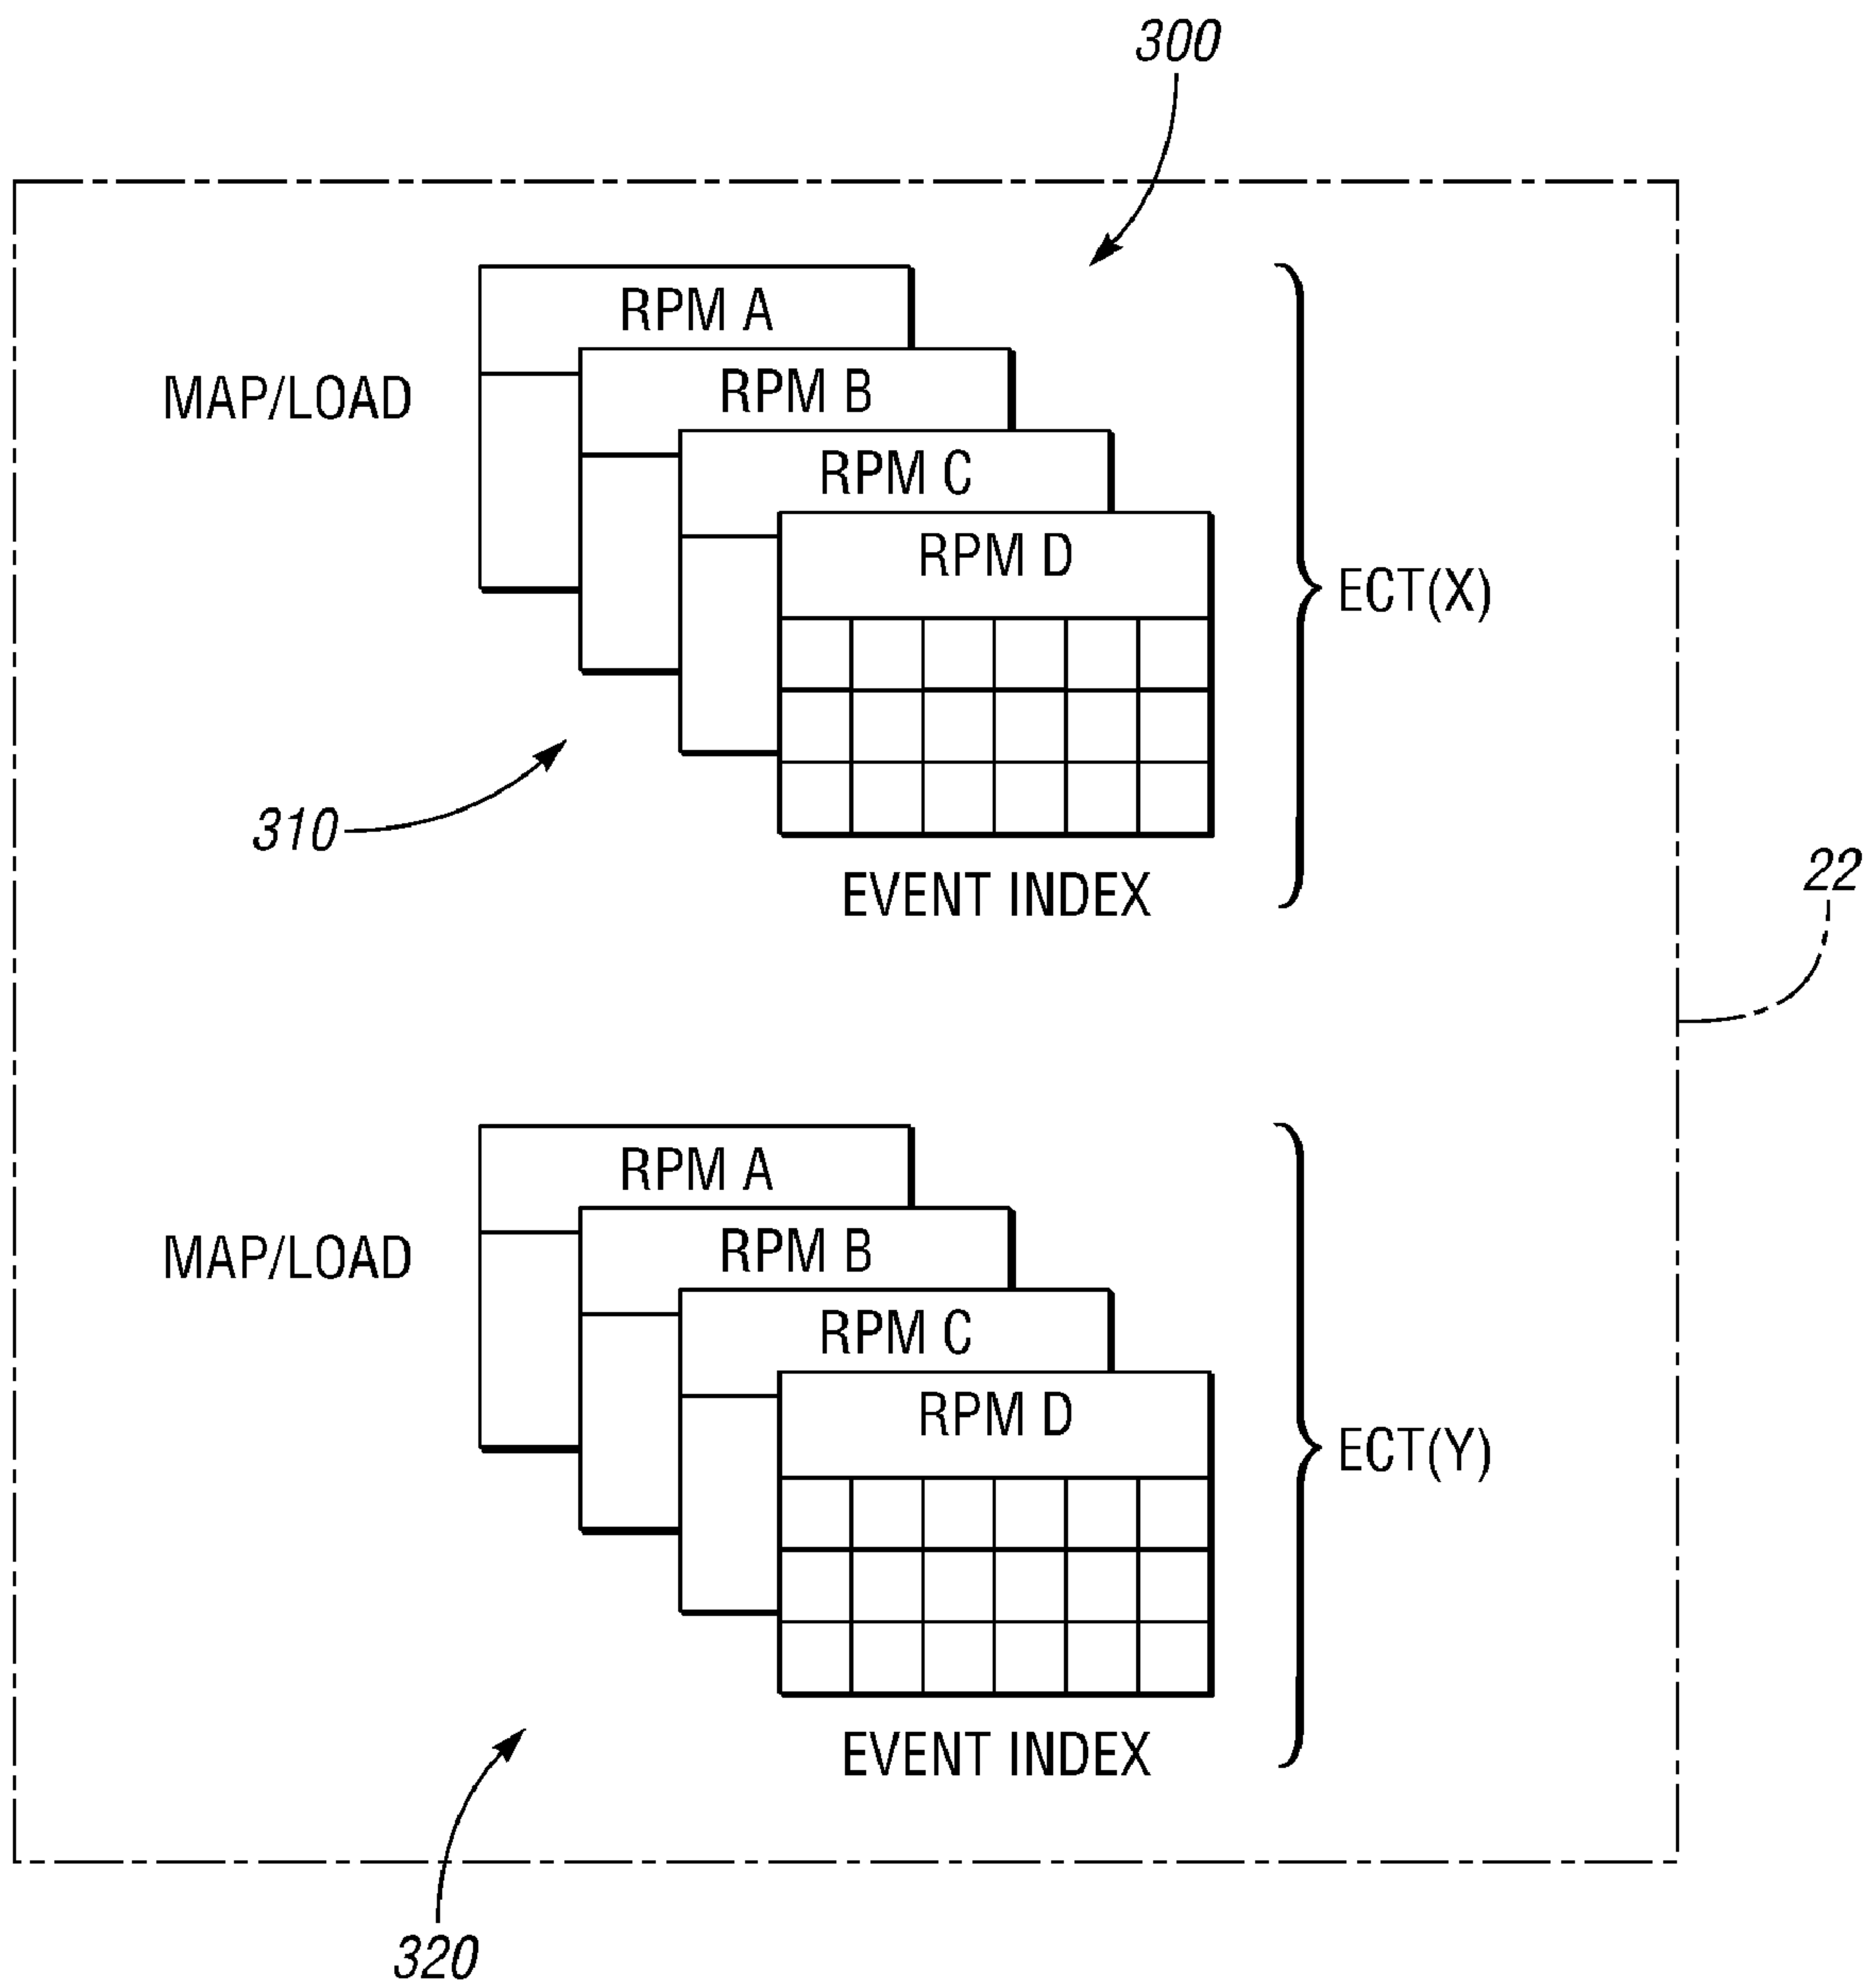 300
RPM A
MAP/LOAD
RPM B
RPM C
RPM D
ECT(X)
310
EVENT INDEX
22
RPM A
MAP/LOAD
RPM B
RPM C
RPM D
ECT(Y)
EVENT INDEX
320